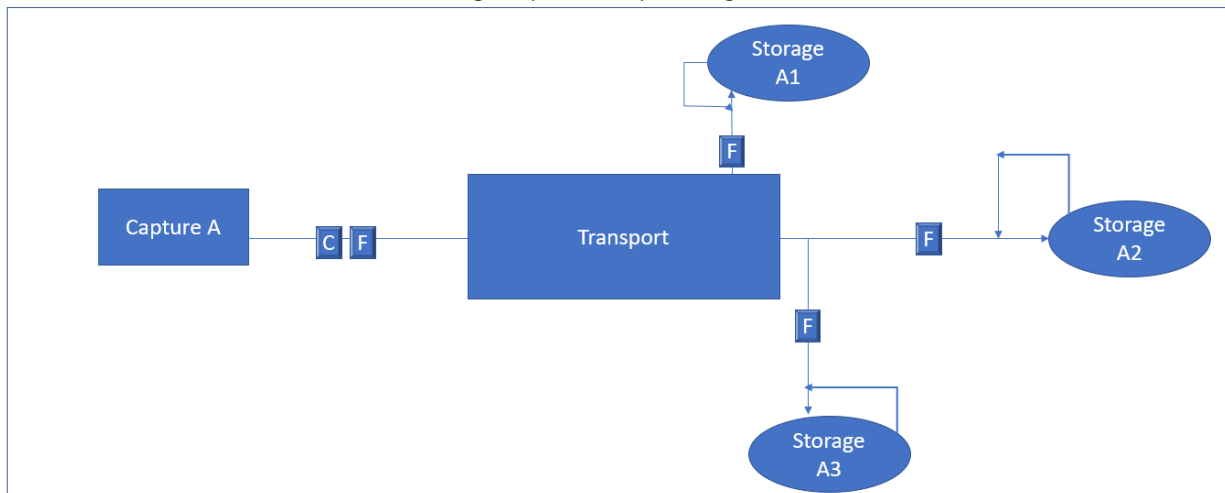 Storage
A1
F
Capture A
C F
Transport
F
Storage
A2
F
Storage
A3